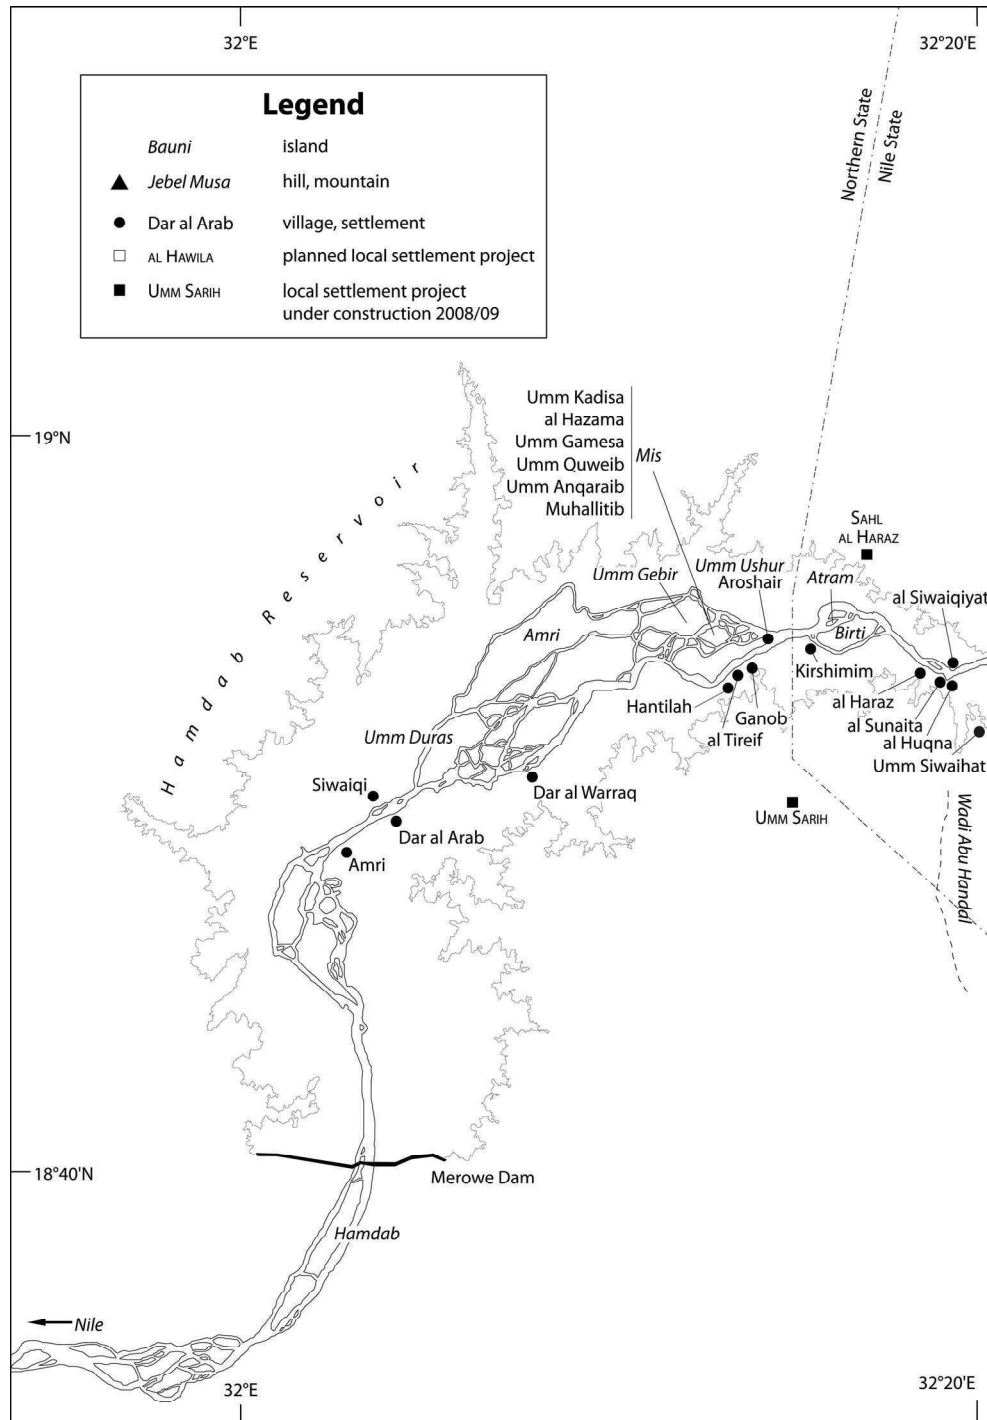 32°E
32°20'E
Legend
Bauni island
Jebel Musa hill, mountain
Dar al Arab village, settlement
AL HAWILA planned local settlement project
UMM SARIH local settlement project
under construction 2008/09
Northern State
Nile State
Umm Kadisa
al Hazama
Umm Gamesa
Umm Quweib
Umm Anqaraib
Muhallitib
Mis
19°N
Hamdab Reservoir
SAHL
AL HARAZ
Umm Gebir
Umm Ushur
Aroshair
Atram
al Siwaiqiyat
Amri
Birti
Kirshimim
Hantilah
Ganob
al Tireif
al Haraz
al Sunaita
al Huqna
Umm Siwaihat
Umm Duras
Siwaiqi
Dar al Warraq
UMM SARIH
Dar al Arab
Amri
Wadi Abu Handal
18°40'N
Merowe Dam
Hamdab
Nile
32°E
32°20'E